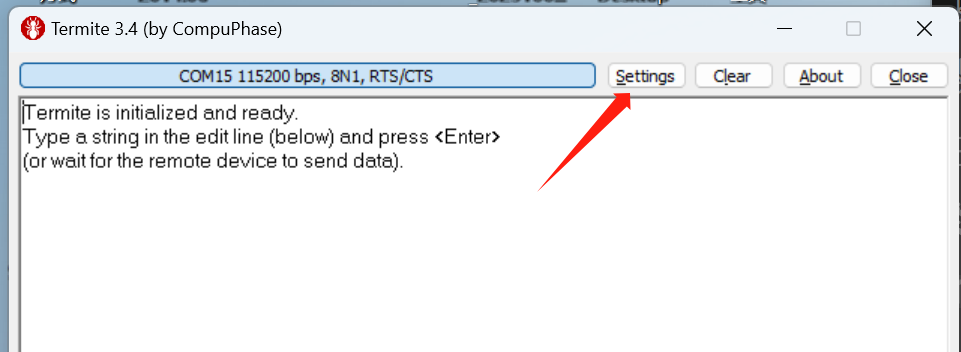 Termite 3.4 (by CompuPhase)
COM15 115200 bps, 8N1, RTS/CTS Settings Clear About Close
Termite is initialized and ready.
Type a string in the edit line (below) and press <Enter>
(or wait for the remote device to send data).